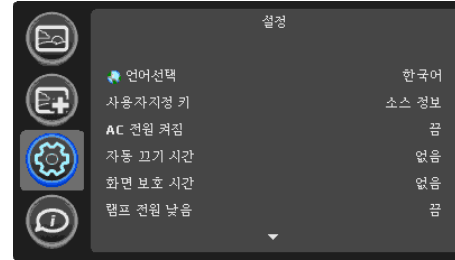 설정
언어선택 한국어
사용자지정 키 소스 정보
AC 전원 켜짐 끔
자동 끄기 시간 없음
화면 보호 시간 없음
램프 전원 낮음 끔